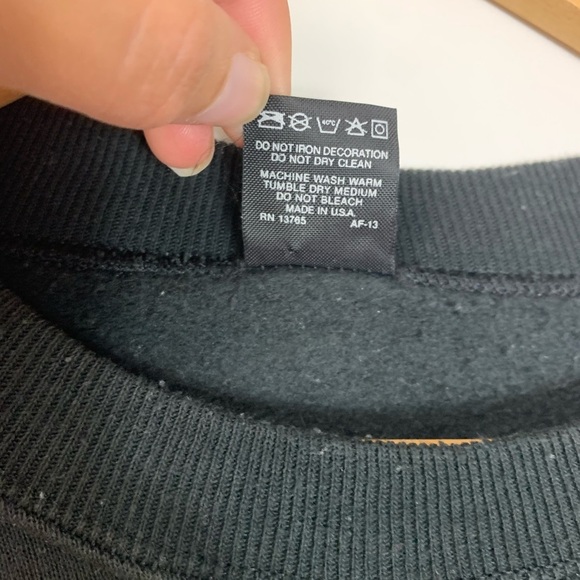 40°C
DO NOT IRON DECORATION
DO NOT DRY CLEAN
MACHINE WASH WARM
TUMBLE DRY MEDIUM
DO NOT BLEACH
MADE IN U.S.A.
RN 13765 AF-13